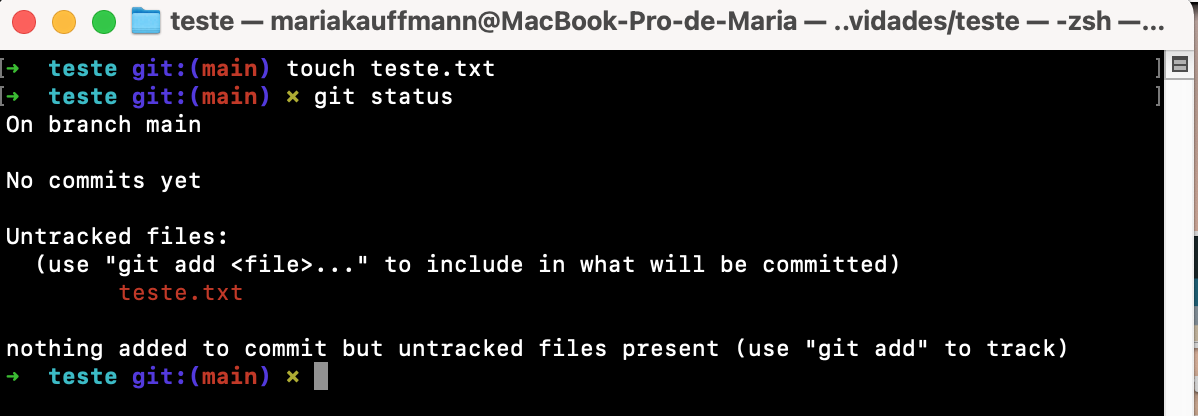 teste — mariakauffmann@MacBook-Pro-de-Maria — ..vidades/teste — -zsh —...
[➜  teste git:(main) touch teste.txt ]
[➜  teste git:(main) ✗ git status ]
On branch main
No commits yet
Untracked files:
  (use "git add <file>..." to include in what will be committed)
        teste.txt
nothing added to commit but untracked files present (use "git add" to track)
➜  teste git:(main) ✗